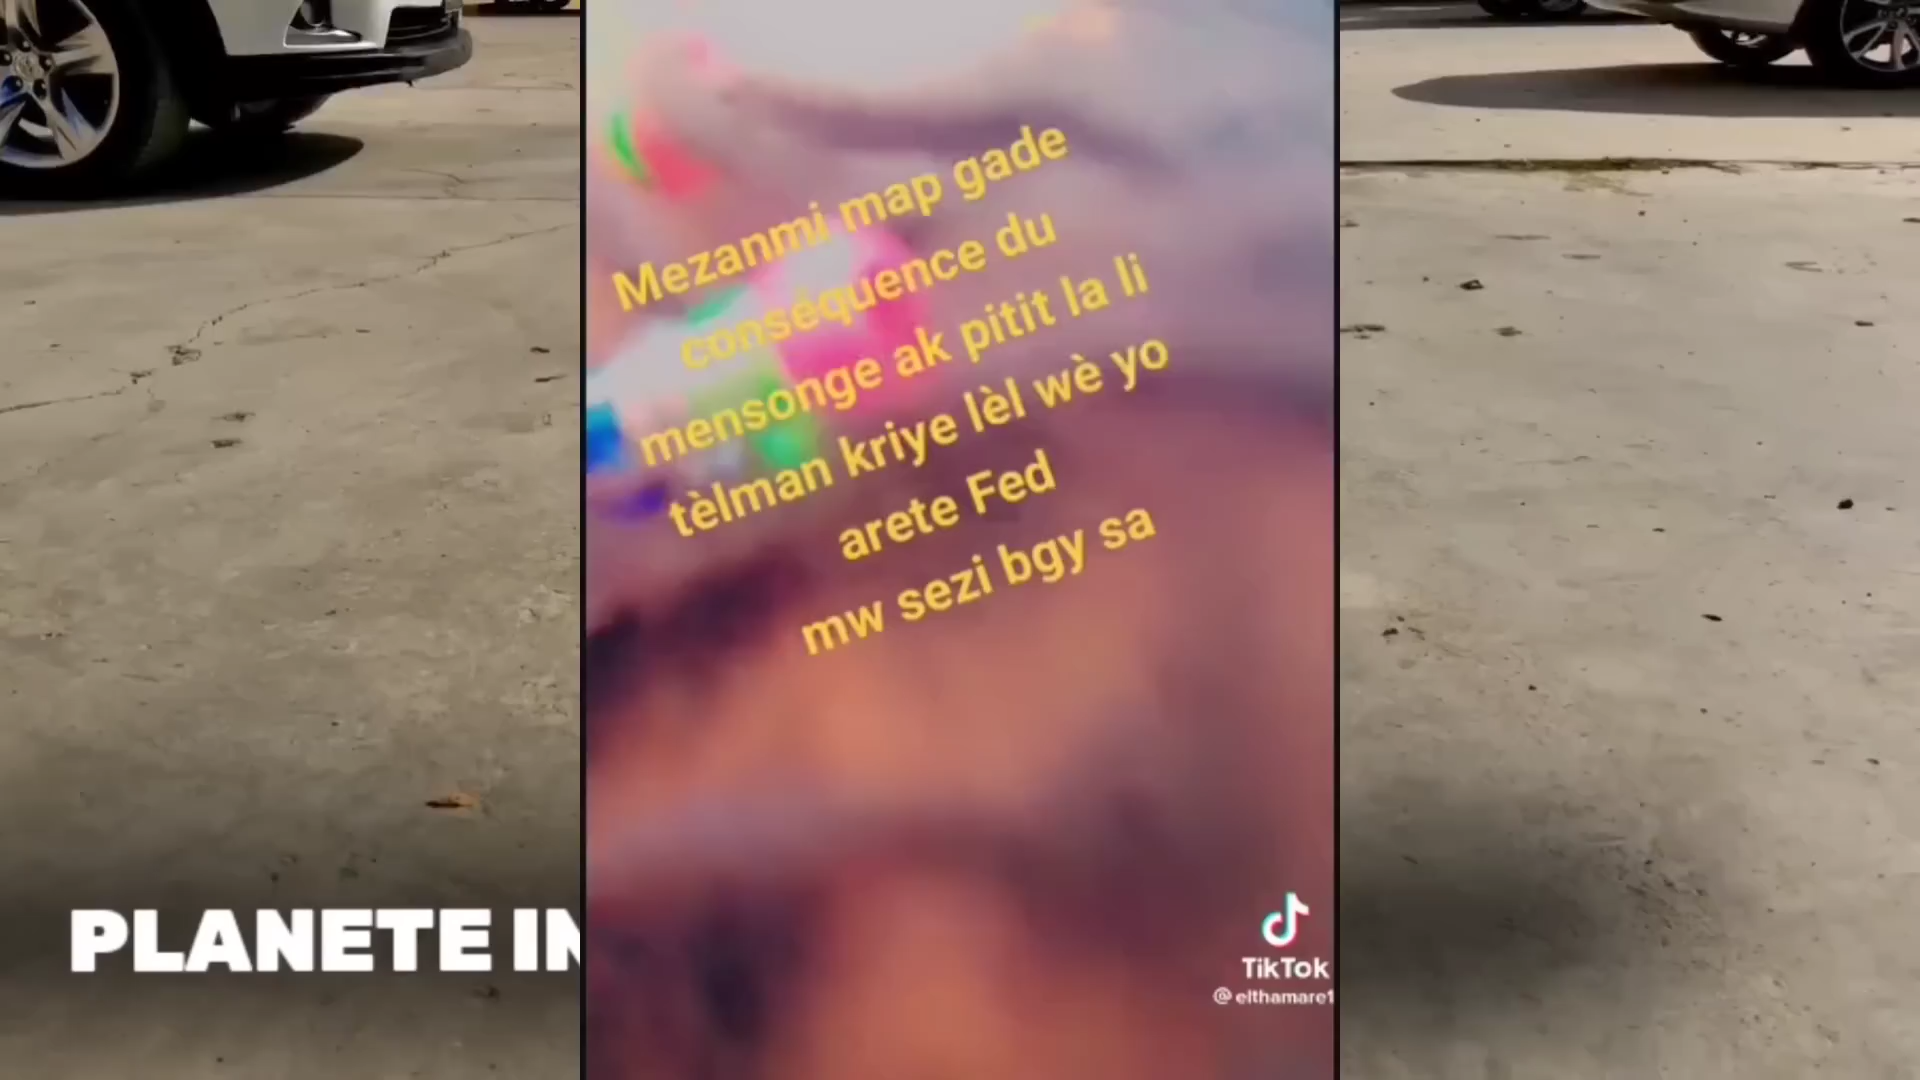 Mezanmi map gade
conséquence du
mensonge ak pitit la li
tèlman kriye lèl wè yo
arete Fed
mw sezi bgy sa
PLANETE IN
TikTok
@elthamare1